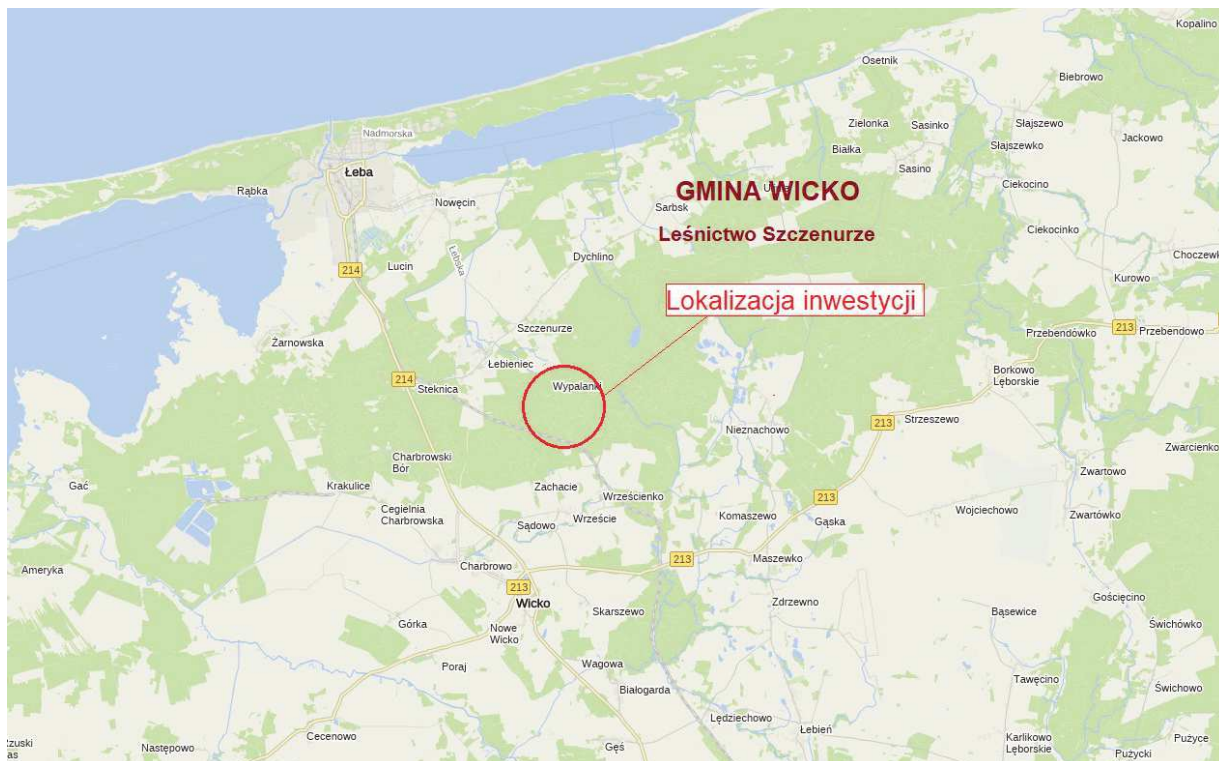 Kopalino
Osetnik
Biebrowo
Nadmorska
Zielonka
Sasinko
Słajszewo
Jackowo
Białka
Słajszewko
Łeba
Sasino
Rąbka
GMINA WICKO
Ciekocino
Nowęcin
Sarbsk
Leśnictwo Szczenurze
Ciekocinko
Łebska
Dychlino
Choczewk
214
Lucin
Kurowo
Lokalizacja inwestycji
Szczenurze
213
Przebendówko
Przebendowo
Żarnowska
Łebieniec
Borkowo
Lęborskie
214
Steknica
Wypalanki
213
Strzeszewo
Nieznachowo
Zwarcienko
Charbrowski
Bór
Zwartowo
Gać
Krakulice
Zachacie
Wrześcienko
213
Cegielnia
Charbrowska
Wojciechowo
Zwartówko
Sądowo
Wrzeście
Komaszewo
Gąska
213
Maszewko
Ameryka
Charbrowo
213
Wicko
Zdrzewno
Gościęcino
Skarszewo
Bąsewice
Górka
Nowe
Wicko
Świchówko
Poraj
Wagowa
Tawęcino
Białogarda
Świchowo
Lędziechowo
Łebień
Cecenowo
Karlikowo
Lęborskie
Pużyce
Rzuski
as
Następowo
Gęś
Pużycki